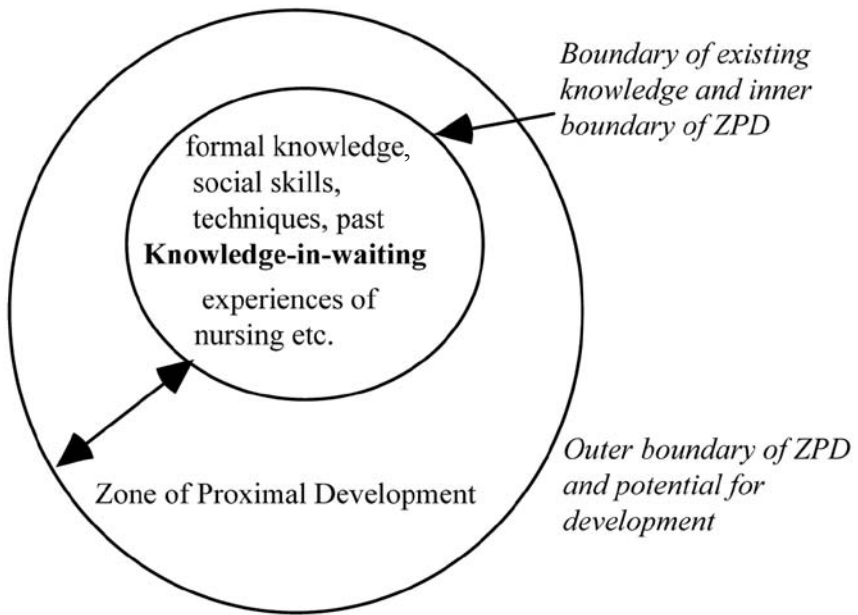 formal knowledge,
social skills,
techniques, past
Knowledge-in-waiting
experiences of
nursing etc.
Zone of Proximal Development
Boundary of existing
knowledge and inner
boundary of ZPD
Outer boundary of ZPD
and potential for
development